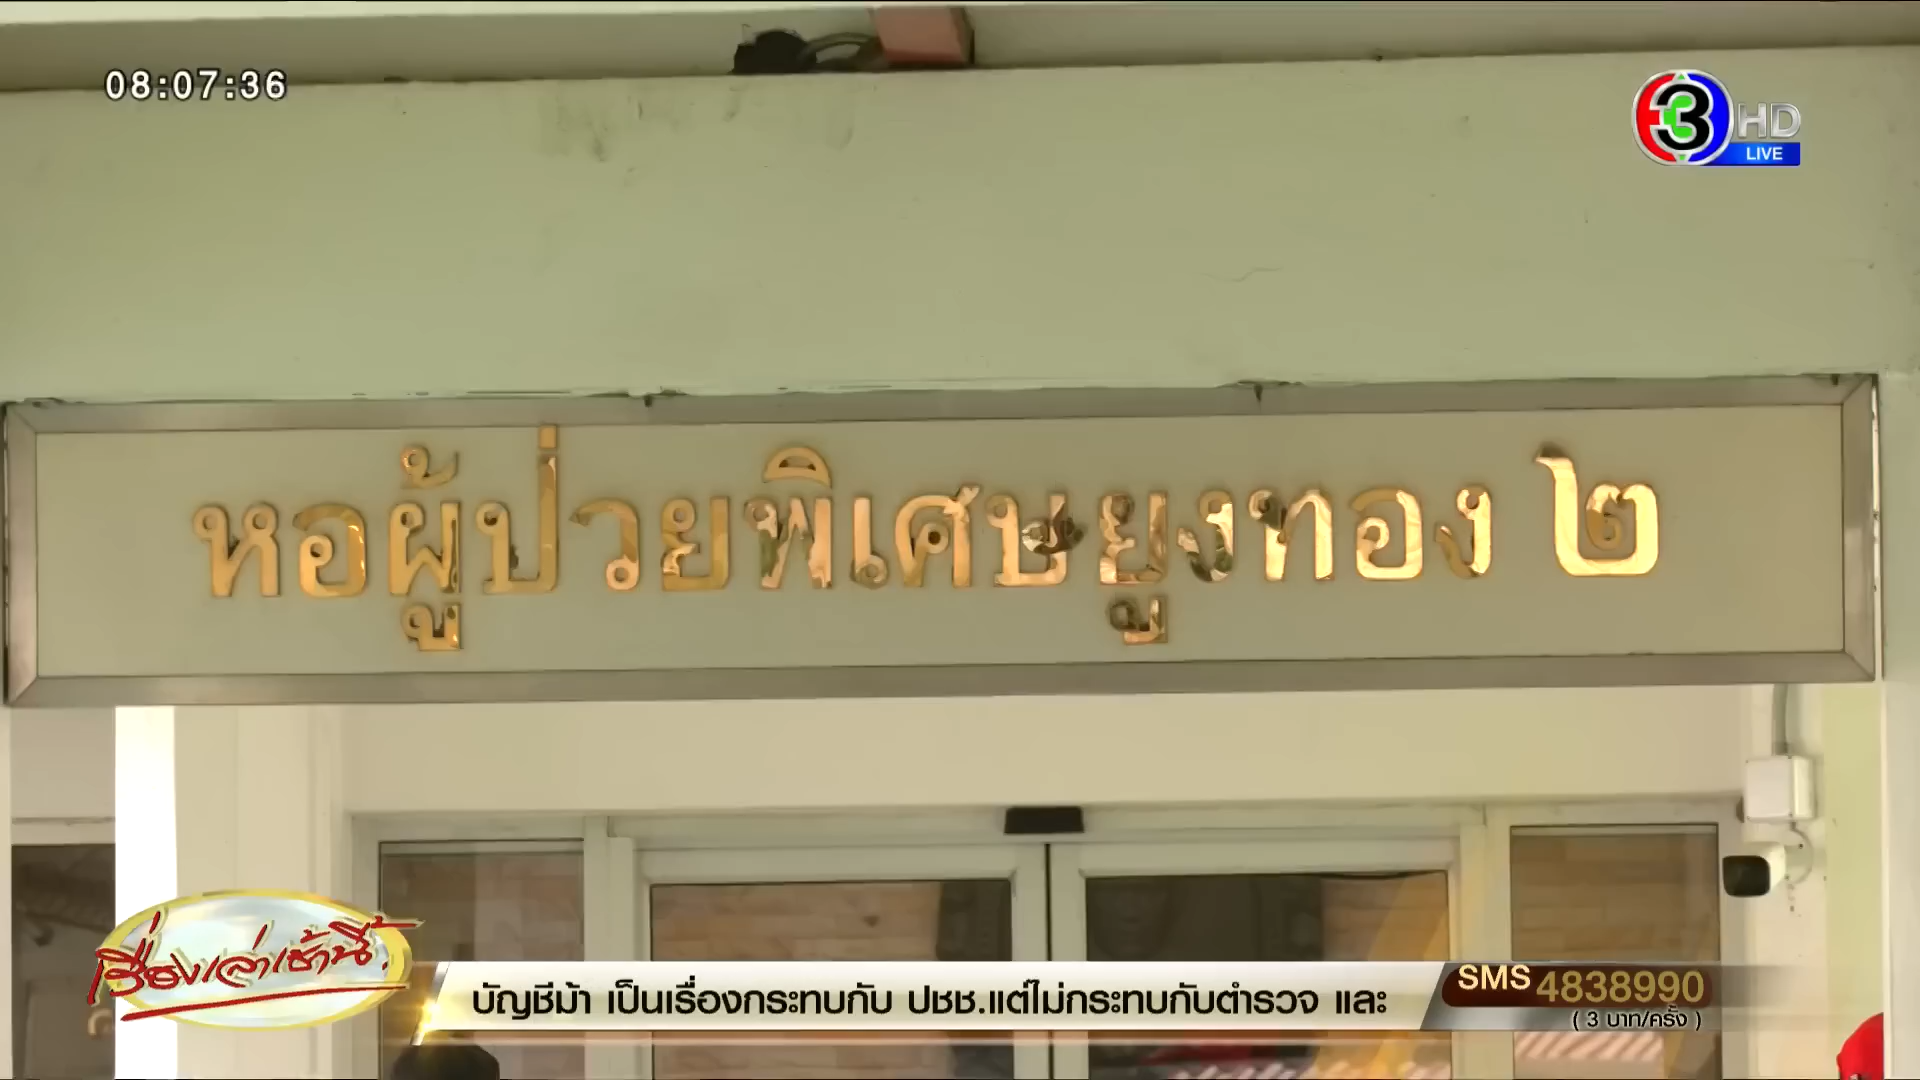 08:07:36
3 HD
LIVE
หอผู้ป่วยพิเศษยูงทอง ๒
เรื่องเล่าเช้านี้
บัญชีม้า เป็นเรื่องกระทบกับ ปชช.แต่ไม่กระทบกับตำรวจ และ
SMS 4838990
( 3 บาท/ครั้ง )